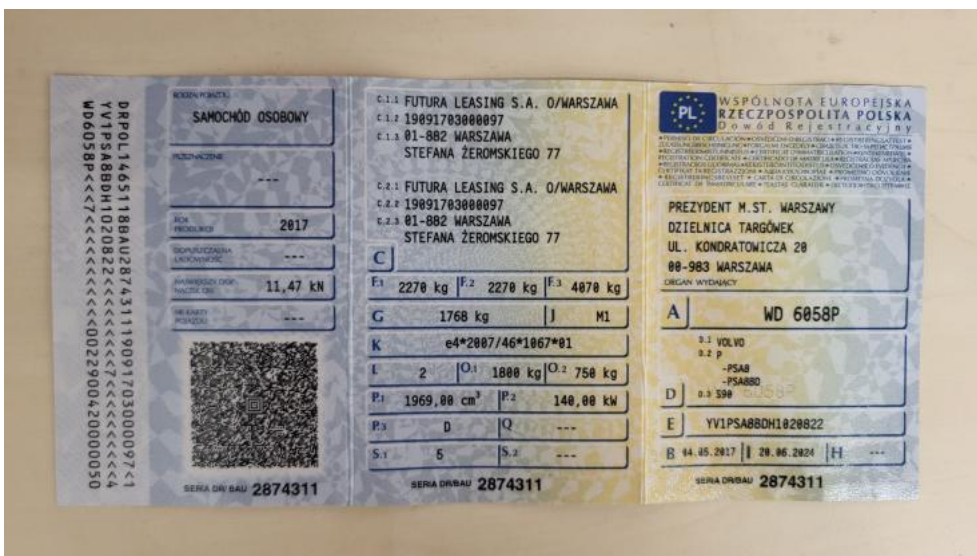 DRPOL1465118BAU2874311119091703000097<1
YV1PSA8BDH1020822<<<<<<7<<<<<<<<<<<<<<4
WD6058P<<<7<<<<<<<<<<<<0022900420000050
RODZAJ POJAZDU
SAMOCHÓD OSOBOWY
PRZEZNACZENIE
---
ROK PRODUKCJI 2017
DOPUSZCZALNA ŁADOWNOŚĆ ---
11,47 kN
NR KARTY POJAZDU ---
SERIA DR/BAU 2874311
C.1.1 FUTURA LEASING S.A. O/WARSZAWA
C.1.2 19091703000097
C.1.3 01-882 WARSZAWA
STEFANA ŻEROMSKIEGO 77
C.2.1 FUTURA LEASING S.A. O/WARSZAWA
C.2.2 19091703000097
C.2.3 01-882 WARSZAWA
STEFANA ŻEROMSKIEGO 77
C
F.1 2270 kg F.2 2270 kg F.3 4070 kg
G 1768 kg J M1
K e4*2007/46*1067*01
L 2 O.1 1800 kg O.2 750 kg
P.1 1969,00 cm³ P.2 140,00 kW
P.3 D Q ---
S.1 5 S.2 ---
SERIA DR/BAU 2874311
PL
WSPÓLNOTA EUROPEJSKA
RZECZPOSPOLITA POLSKA
Dowód Rejestracyjny
PREZYDENT M.ST. WARSZAWY
DZIELNICA TARGÓWEK
UL. KONDRATOWICZA 20
00-983 WARSZAWA
ORGAN WYDAJĄCY
A WD 6058P
D.1 VOLVO
D.2 P
-PSA8
-PSA8BD
D D.3 S90
E YV1PSA8BDH1020822
B 04.05.2017 I 20.06.2024 H ---
SERIA DR/BAU 2874311